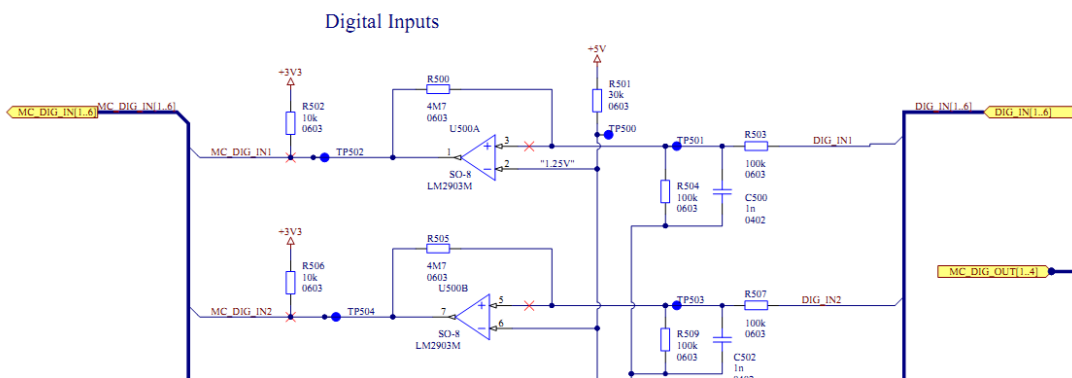 Digital Inputs
+5V
+3V3
R500
R501
30k
0603
R502
10k
0603
4M7
0603
MC_DIG_IN[1..6]
MC_DIG_IN[1..6]
DIG_IN[1..6]
DIG_IN[1..6]
U500A
TP500
TP501
R503
DIG_IN1
MC_DIG_IN1
TP502
1
3
2
"1.25V"
100k
0603
SO-8
LM2903M
R504
100k
0603
C500
1n
0402
+3V3
R505
R506
10k
0603
4M7
0603
U500B
MC_DIG_OUT[1..4]
TP503
R507
DIG_IN2
MC_DIG_IN2
TP504
7
5
6
100k
0603
SO-8
LM2903M
R509
100k
0603
C502
1n
0402